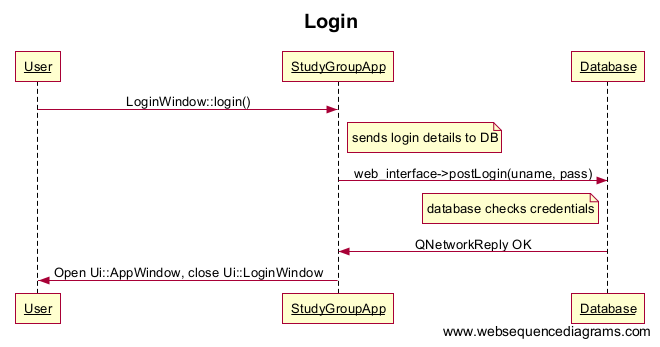 Login
User
StudyGroupApp
Database
LoginWindow::login()
sends login details to DB
web_interface->postLogin(uname, pass)
database checks credentials
QNetworkReply OK
Open Ui::AppWindow, close Ui::LoginWindow
User
StudyGroupApp
Database
www.websequencediagrams.com